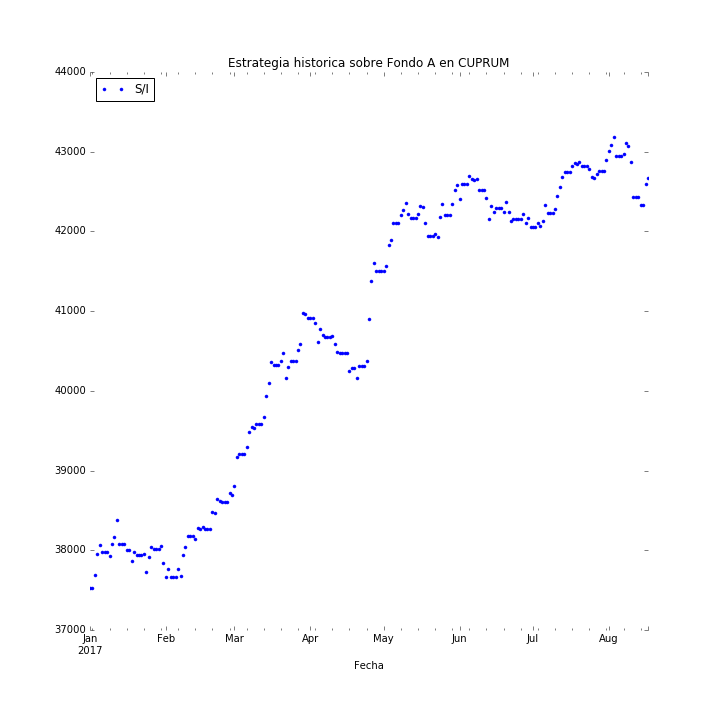 Estrategia historica sobre Fondo A en CUPRUM
S/I
44000
43000
42000
41000
40000
39000
38000
37000
Jan Feb Mar Apr May Jun Jul Aug
2017
Fecha